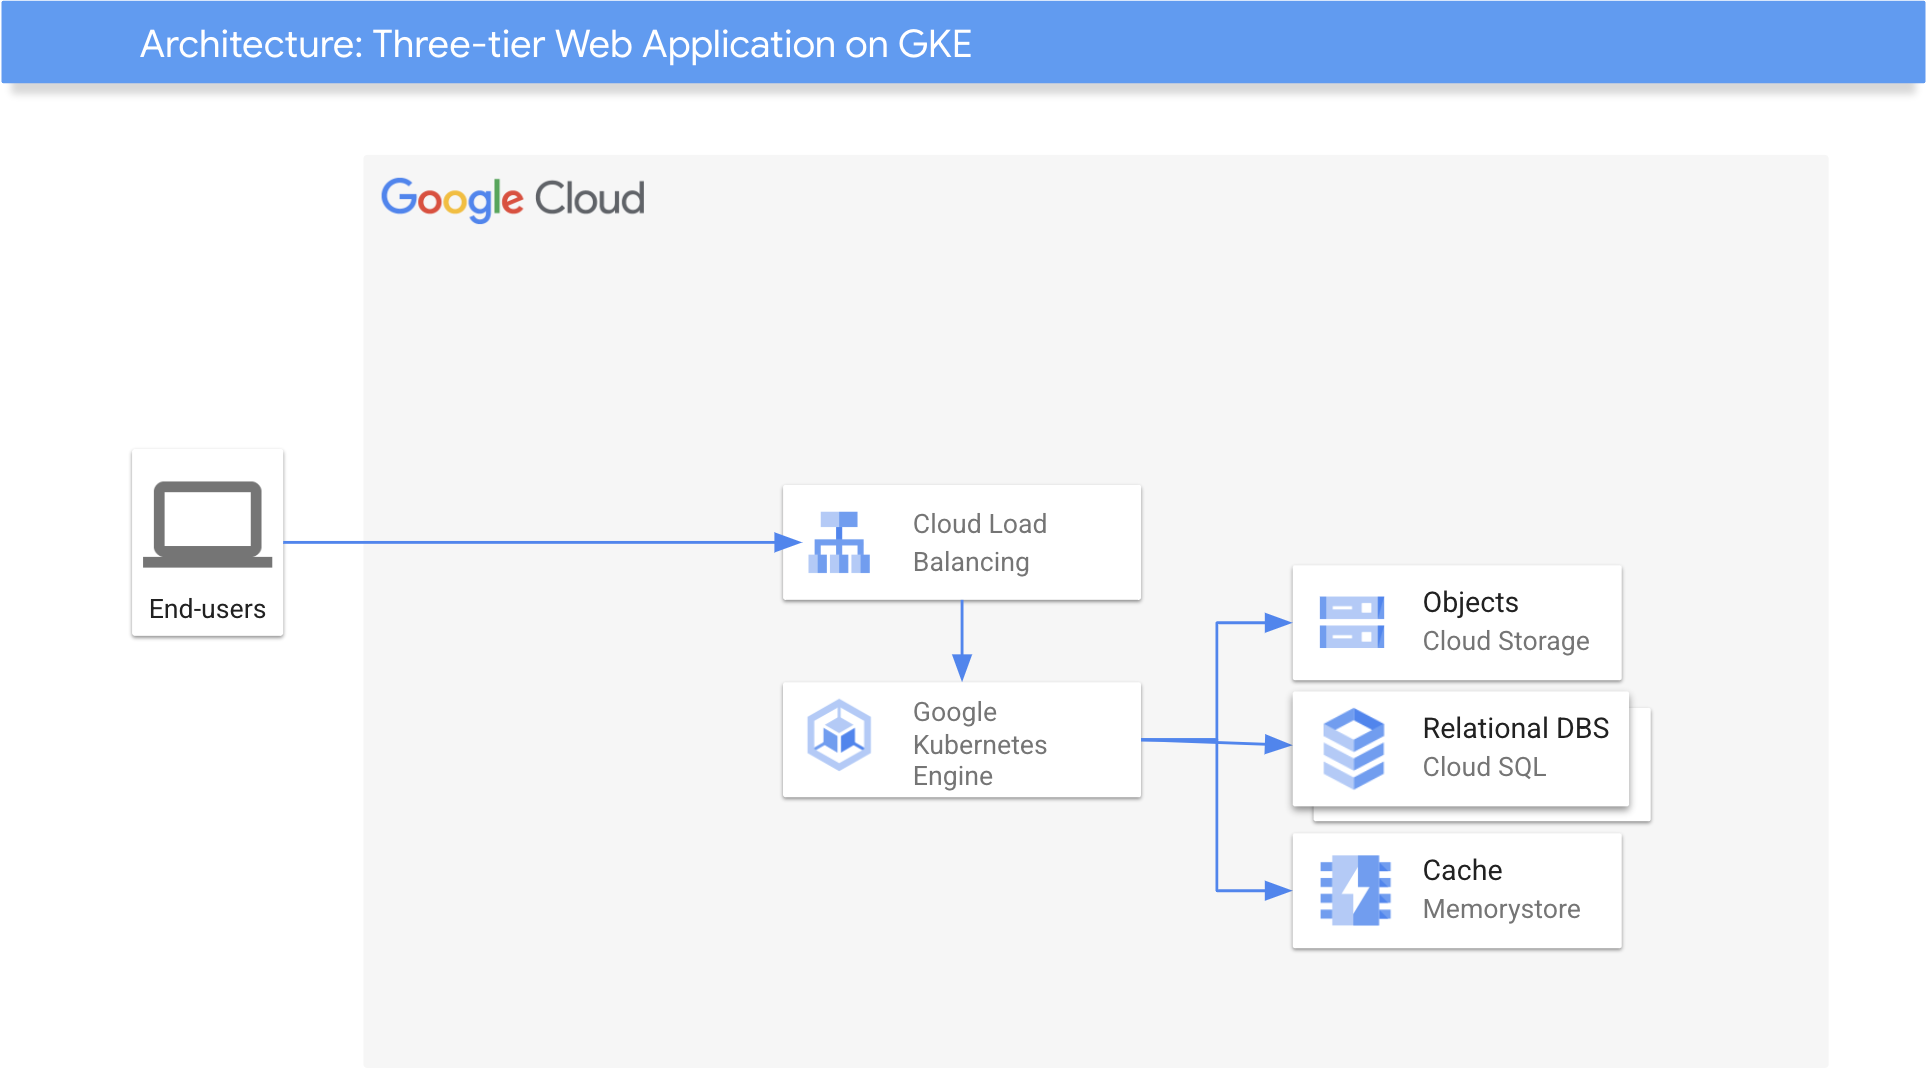 Architecture: Three-tier Web Application on GKE
Google Cloud
End-users
Cloud Load
Balancing
Google
Kubernetes
Engine
Objects
Cloud Storage
Relational DBS
Cloud SQL
Cache
Memorystore